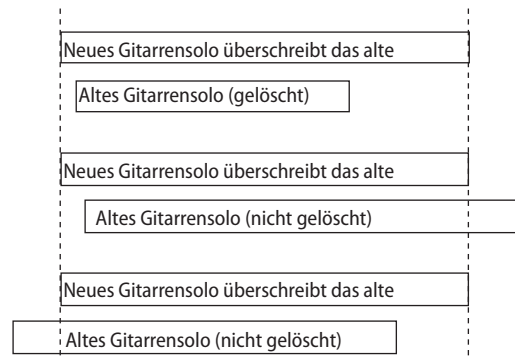 Neues Gitarrensolo überschreibt das alte
Altes Gitarrensolo (gelöscht)
Neues Gitarrensolo überschreibt das alte
Altes Gitarrensolo (nicht gelöscht)
Neues Gitarrensolo überschreibt das alte
Altes Gitarrensolo (nicht gelöscht)